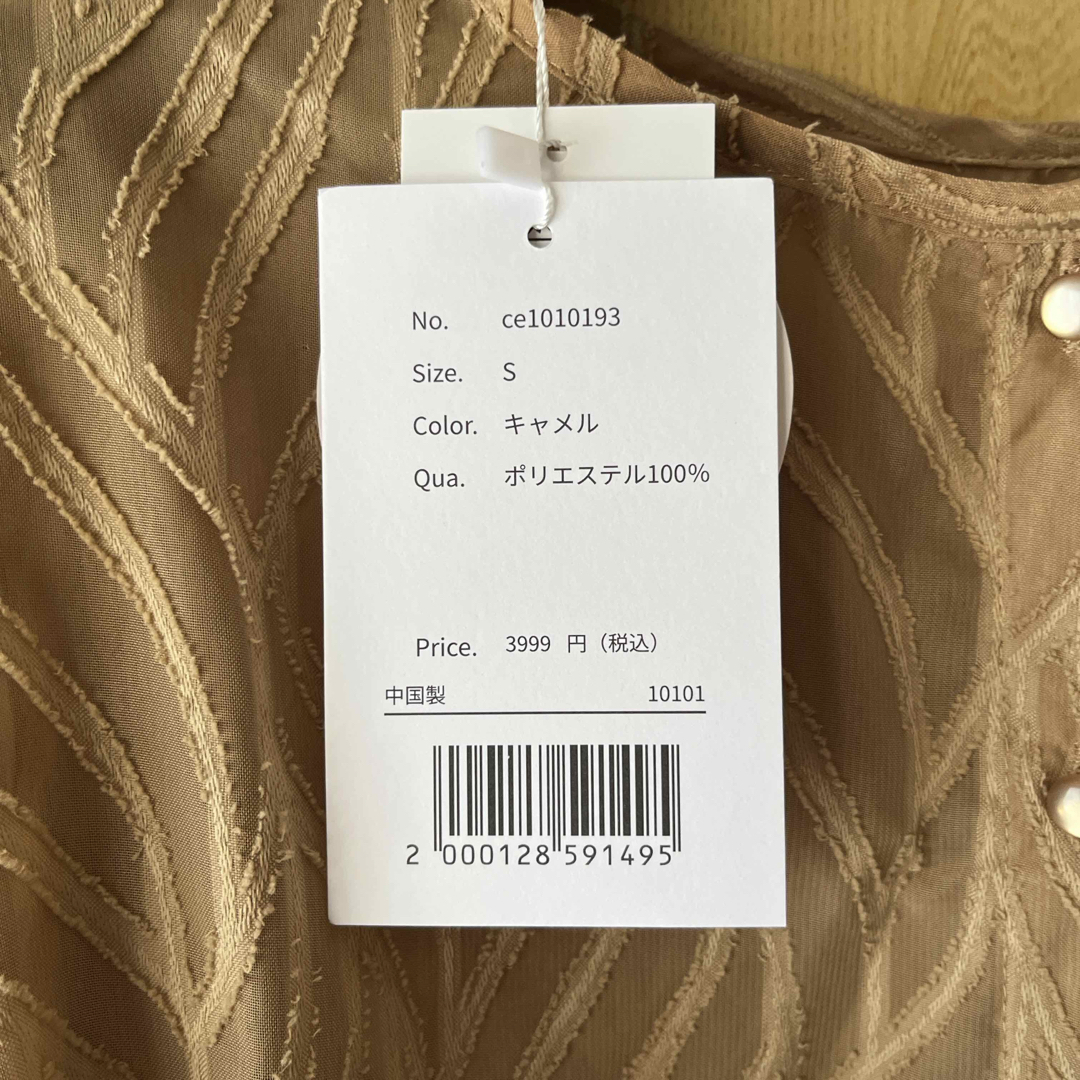 No. ce1010193
Size. S
Color. キャメル
Qua. ポリエステル100%
Price. 3999 円（税込）
中国製 10101
2 000128 591495